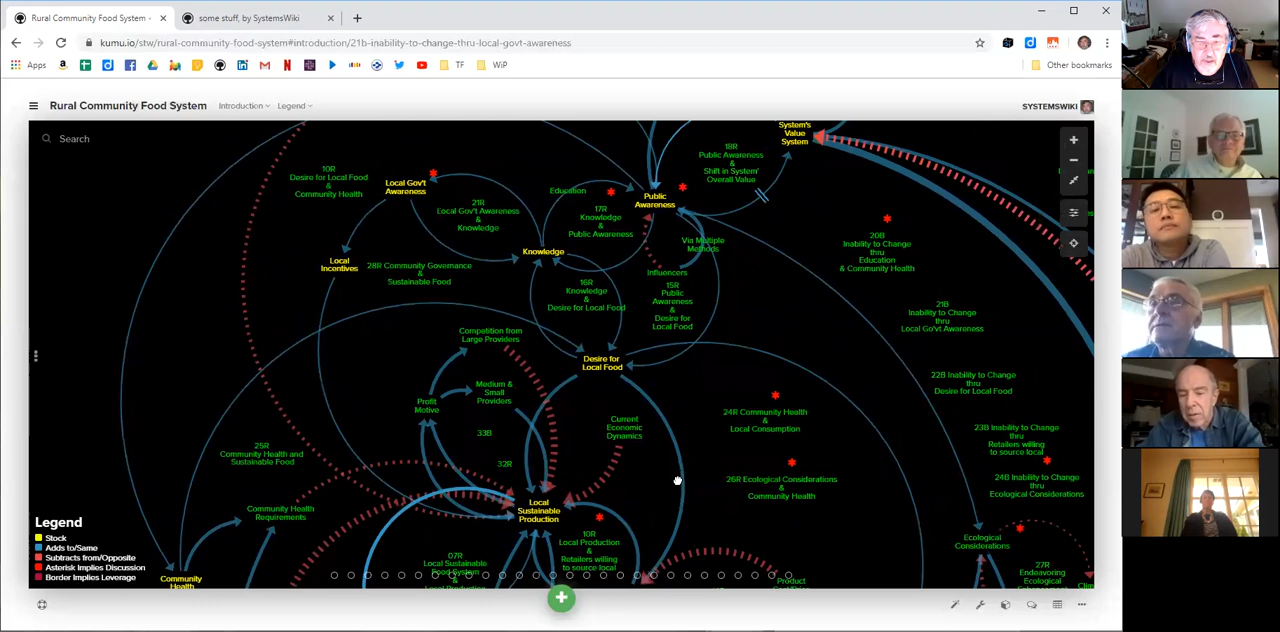 Rural Community Food System -
some stuff, by SystemsWiki
kumu.io/stw/rural-community-food-system#introduction/21b-inability-to-change-thru-local-govt-awareness
Apps
TF
WiP
Other bookmarks
Rural Community Food System
Introduction
Legend
SYSTEMSWIKI
Search
System's
Value
System
18R
Public Awareness
&
Shift in System'
Overall Value
10R
Desire for Local Food
&
Community Health
Local Gov't
Awareness
Education
Public
Awareness
21R
Local Gov't Awareness
&
Knowledge
17R
Knowledge
&
Public Awareness
Via Multiple
Methods
20B
Inability to Change
thru
Education
& Community Health
Knowledge
Local
Incentives
28R Community Governance
&
Sustainable Food
Influencers
16R
Knowledge
&
Desire for Local Food
15R
Public
Awareness
&
Desire for
Local Food
21B
Inability to Change
thru
Local Go'vt Awareness
Competition from
Large Providers
Desire for
Local Food
22B Inability to Change
thru
Desire for Local Food
Medium &
Small
Providers
Profit
Motive
24R Community Health
&
Local Consumption
Current
Economic
Dynamics
33B
23B Inability to Change
thru
Retailers willing
to source local
25R
Community Health and
Sustainable Food
32R
26R Ecological Considerations
&
Community Health
24B Inability to Change
thru
Ecological Considerations
Community Health
Requirements
Local
Sustainable
Production
Legend
Stock
Adds to/Same
Subtracts from/Opposite
Asterisk Implies Discussion
Border Implies Leverage
10R
Local Production
&
Retailers willing
to source local
Ecological
Considerations
07R
Local Sustainable
Food System
&
Local Production
27R
Endeavoring
Ecological
Enhancement
Community
Health
Product